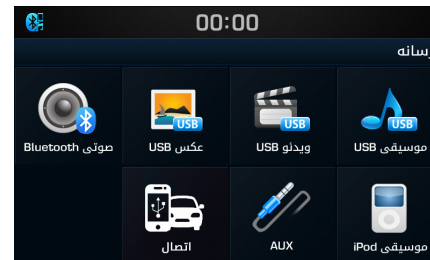 00:00
رسانه
موسیقی USB
ویدئو USB
USB عکس
Bluetooth صوتی
موسیقی iPod
AUX
اتصال
USB
USB
USB